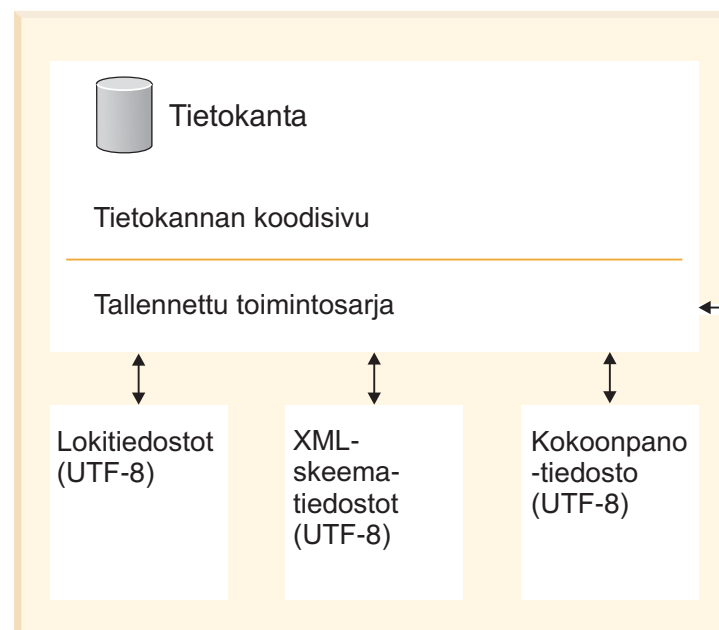 Tietokanta
Tietokannan koodisivu
Tallennettu toimintosarja
Lokitiedostot
(UTF-8)
XML-
skeema-
tiedostot
(UTF-8)
Kokoonpano
-tiedosto
(UTF-8)